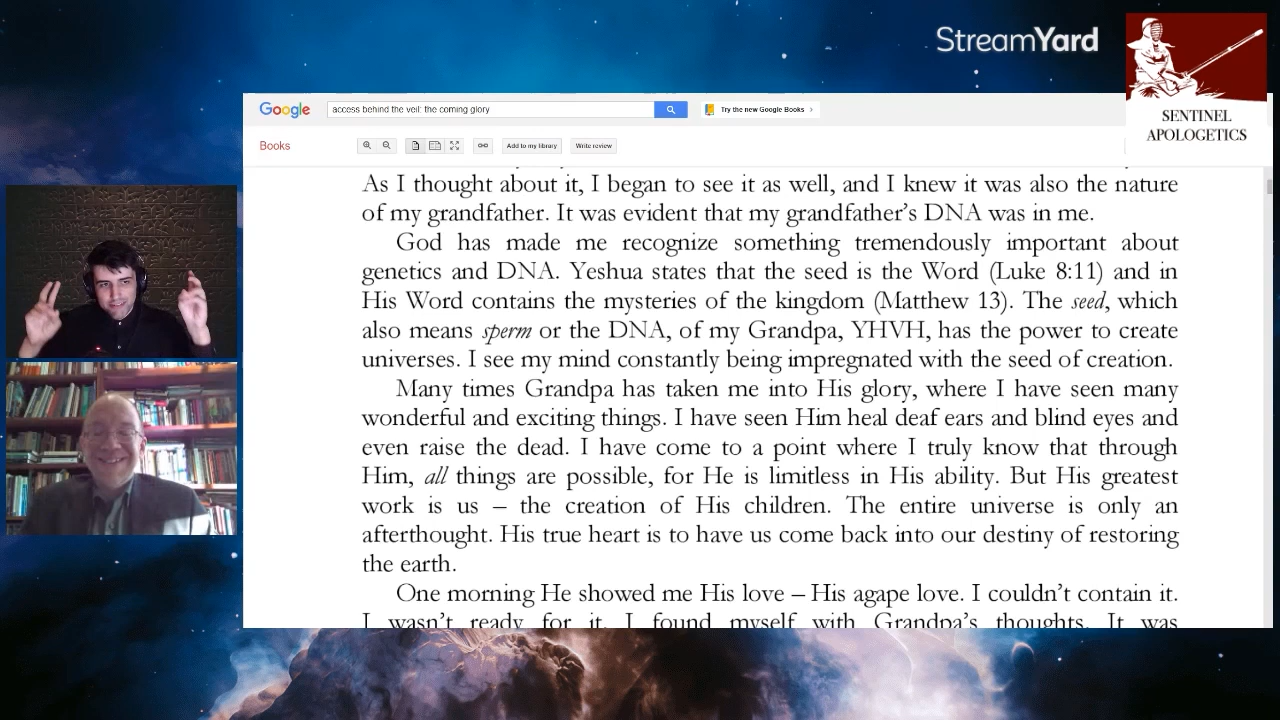 StreamYard
SENTINEL
APOLOGETICS
Google
access behind the veil: the coming glory
Try the new Google Books
Books
Add to my library
Write review
As I thought about it, I began to see it as well, and I knew it was also the nature
of my grandfather. It was evident that my grandfather’s DNA was in me.
God has made me recognize something tremendously important about
genetics and DNA. Yeshua states that the seed is the Word (Luke 8:11) and in
His Word contains the mysteries of the kingdom (Matthew 13). The seed, which
also means sperm or the DNA, of my Grandpa, YHVH, has the power to create
universes. I see my mind constantly being impregnated with the seed of creation.
Many times Grandpa has taken me into His glory, where I have seen many
wonderful and exciting things. I have seen Him heal deaf ears and blind eyes and
even raise the dead. I have come to a point where I truly know that through
Him, all things are possible, for He is limitless in His ability. But His greatest
work is us – the creation of His children. The entire universe is only an
afterthought. His true heart is to have us come back into our destiny of restoring
the earth.
One morning He showed me His love – His agape love. I couldn’t contain it.
I wasn’t ready for it. I found myself with Grandpa’s thoughts. It was